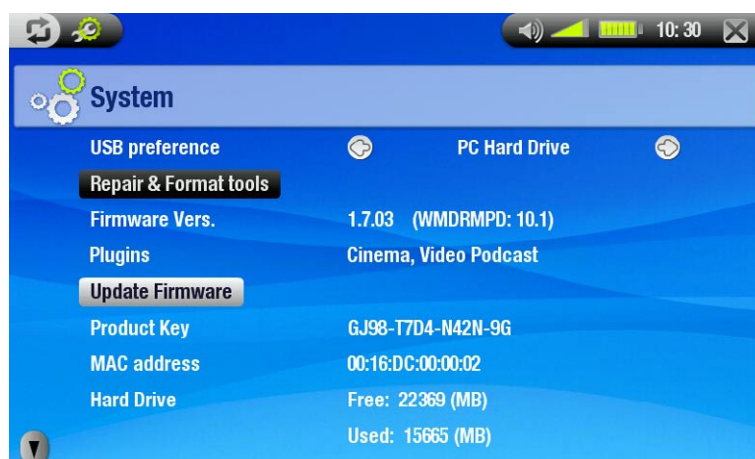 10:30
System
USB preference PC Hard Drive
Repair & Format tools
Firmware Vers. 1.7.03 (WMDRMPD: 10.1)
Plugins Cinema, Video Podcast
Update Firmware
Product Key GJ98-T7D4-N42N-9G
MAC address 00:16:DC:00:00:02
Hard Drive Free: 22369 (MB)
Used: 15665 (MB)